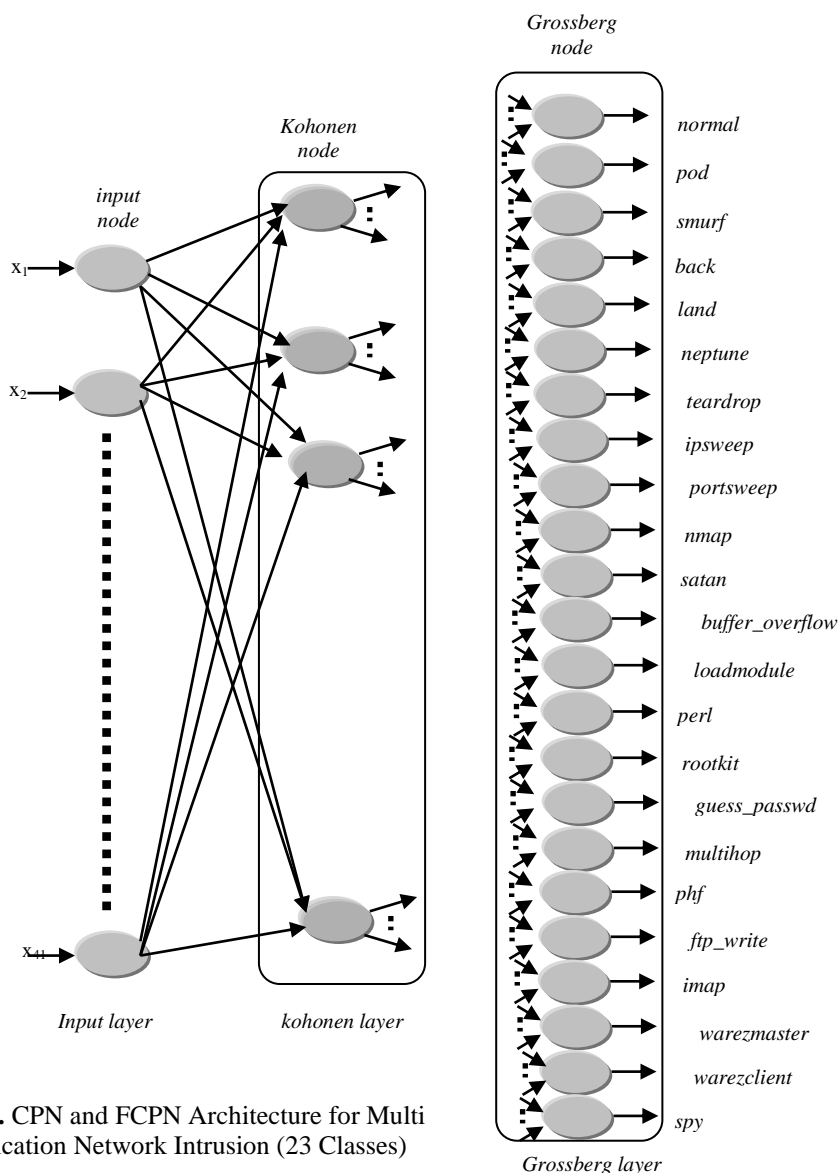 Grossberg
node
Kohonen
node
input
node
x1
x2
x41
Input layer
kohonen layer
normal
pod
smurf
back
land
neptune
teardrop
ipsweep
portsweep
nmap
satan
buffer_overflow
loadmodule
perl
rootkit
guess_passwd
multihop
phf
ftp_write
imap
warezmaster
warezclient
spy
Grossberg layer
. CPN and FCPN Architecture for Multi
ication Network Intrusion (23 Classes)